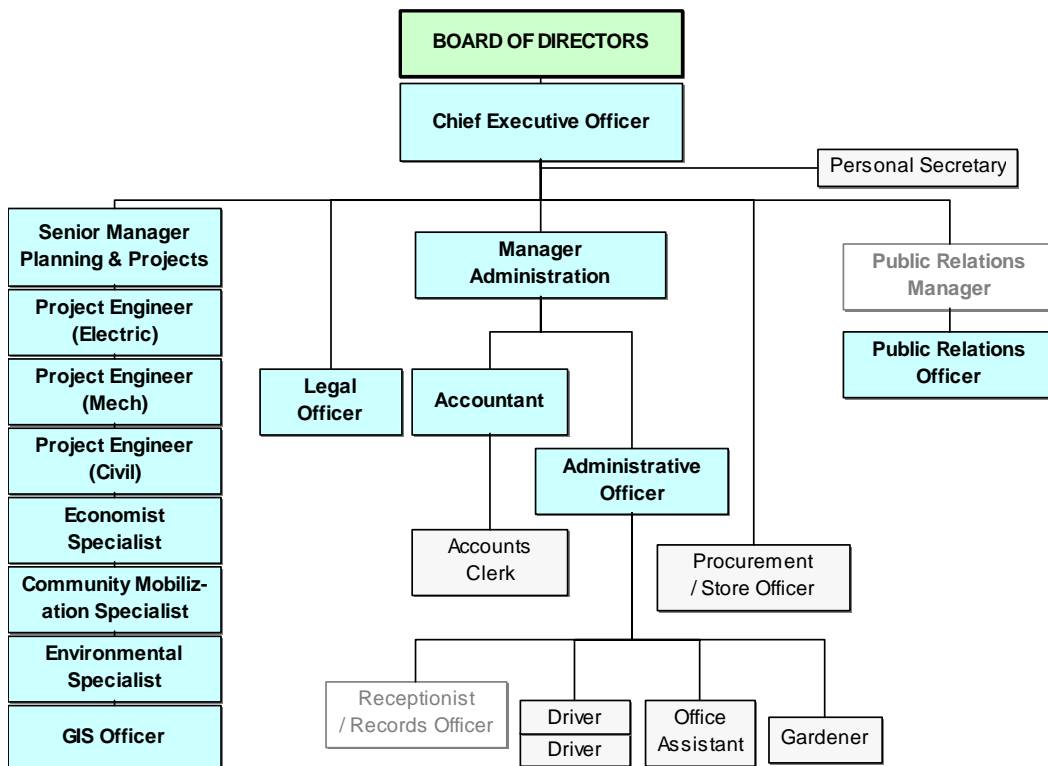 BOARD OF DIRECTORS
Chief Executive Officer
Personal Secretary
Senior Manager
Planning & Projects
Project Engineer
(Electric)
Project Engineer
(Mech)
Project Engineer
(Civil)
Economist
Specialist
Community Mobiliz-
ation Specialist
Environmental
Specialist
GIS Officer
Legal
Officer
Manager
Administration
Accountant
Accounts
Clerk
Administrative
Officer
Receptionist
/ Records Officer
Driver
Driver
Office
Assistant
Gardener
Procurement
/ Store Officer
Public Relations
Manager
Public Relations
Officer